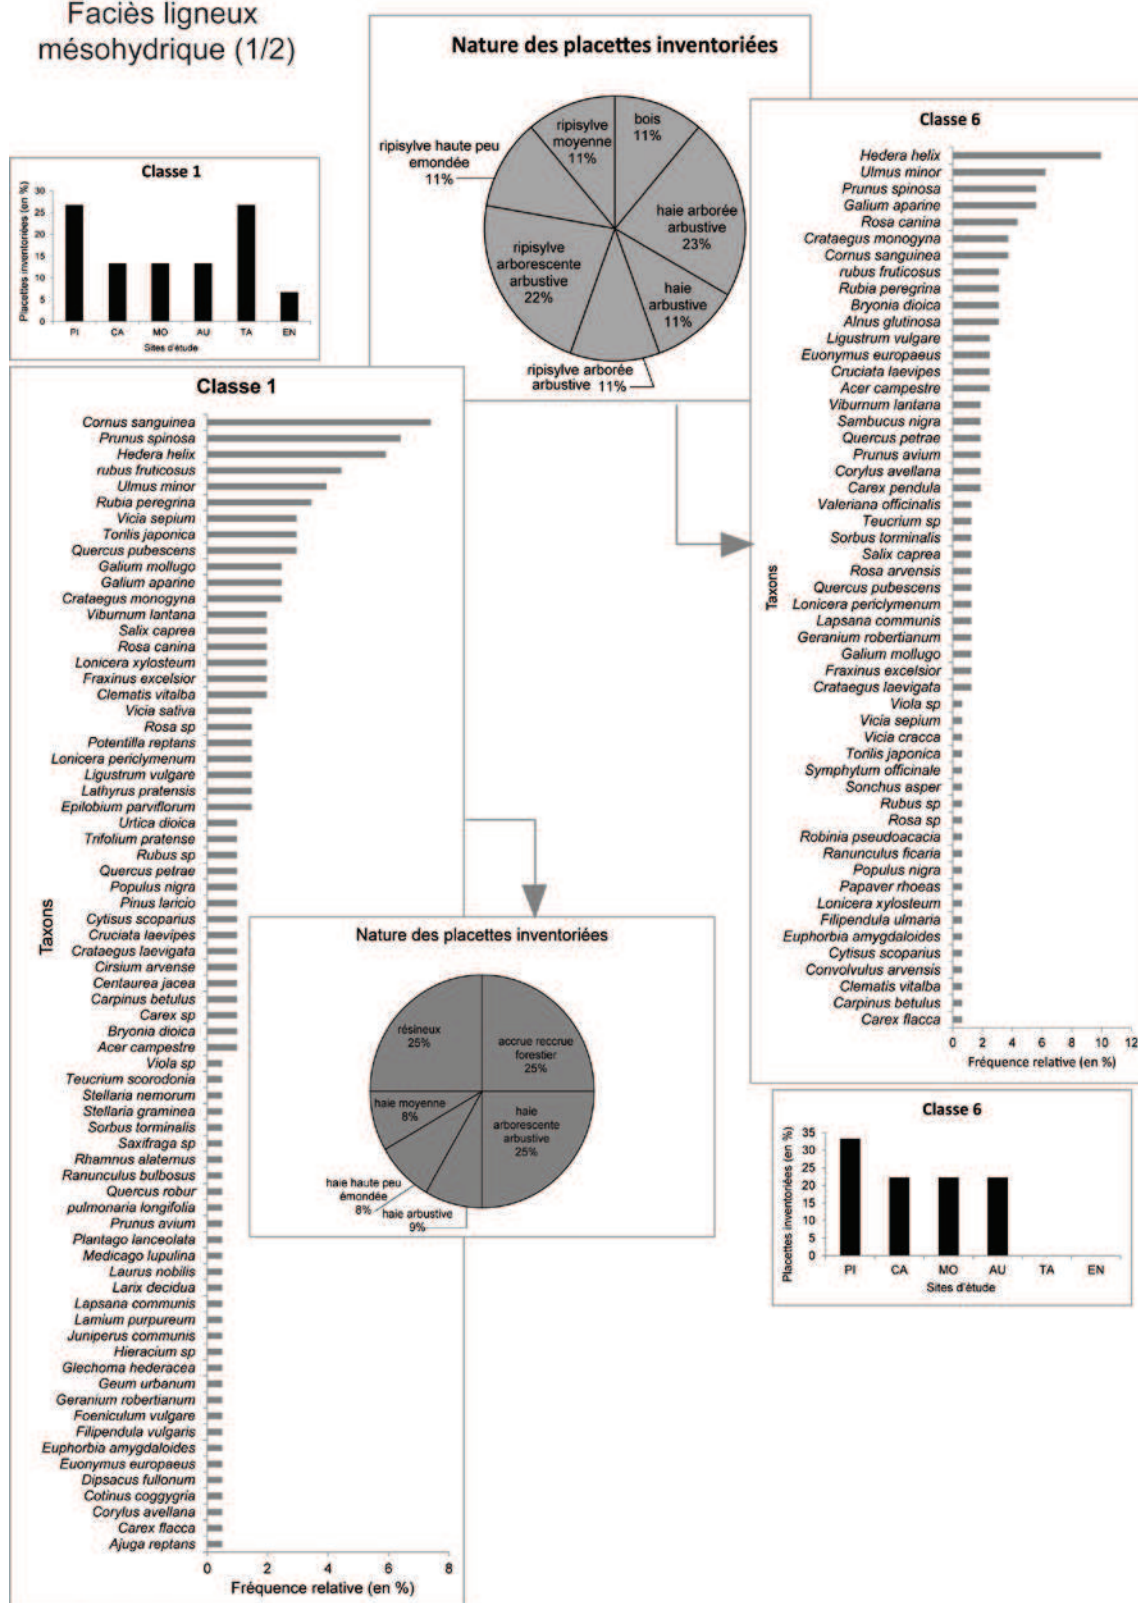 Faciès ligneux
mésohydrique (1/2)
Nature des placettes inventoriées
ripisylve
moyenne
11%
bois
11%
ripisylve haute peu
emondée
11%
haie arborée
arbustive
23%
ripisylve
arborescente
arbustive
22%
haie
arbustive
11%
ripisylve arborée
arbustive 11%
Classe 1
Placettes inventoriées (en %)
30
25
20
15
10
5
0
PI CA MO AU TA EN
Sites d'étude
Classe 1
Taxons
Cornus sanguinea
Prunus spinosa
Hedera helix
rubus fruticosus
Ulmus minor
Rubia peregrina
Vicia sepium
Torilis japonica
Quercus pubescens
Galium mollugo
Galium aparine
Crataegus monogyna
Viburnum lantana
Salix caprea
Rosa canina
Lonicera xylosteum
Fraxinus excelsior
Clematis vitalba
Vicia sativa
Rosa sp
Potentilla reptans
Lonicera periclymenum
Ligustrum vulgare
Lathyrus pratensis
Epilobium parviflorum
Urtica dioica
Trifolium pratense
Rubus sp
Quercus petrae
Populus nigra
Pinus laricio
Cytisus scoparius
Cruciata laevipes
Crataegus laevigata
Cirsium arvense
Centaurea jacea
Carpinus betulus
Carex sp
Bryonia dioica
Acer campestre
Viola sp
Teucrium scorodonia
Stellaria nemorum
Stellaria graminea
Sorbus torminalis
Saxifraga sp
Rhamnus alaternus
Ranunculus bulbosus
Quercus robur
pulmonaria longifolia
Prunus avium
Plantago lanceolata
Medicago lupulina
Laurus nobilis
Larix decidua
Lapsana communis
Lamium purpureum
Juniperus communis
Hieracium sp
Glechoma hederacea
Geum urbanum
Geranium robertianum
Foeniculum vulgare
Filipendula vulgaris
Euphorbia amygdaloides
Euonymus europaeus
Dipsacus fullonum
Cotinus coggygria
Corylus avellana
Carex flacca
Ajuga reptans
0 2 4 6 8
Fréquence relative (en %)
Nature des placettes inventoriées
résineux
25%
accrue reccrue
forestier
25%
haie moyenne
8%
haie
arborescente
arbustive
25%
haie haute peu
émondée
8%
haie arbustive
9%
Classe 6
Taxons
Hedera helix
Ulmus minor
Prunus spinosa
Galium aparine
Rosa canina
Crataegus monogyna
Cornus sanguinea
rubus fruticosus
Rubia peregrina
Bryonia dioica
Alnus glutinosa
Ligustrum vulgare
Euonymus europaeus
Cruciata laevipes
Acer campestre
Viburnum lantana
Sambucus nigra
Quercus petrae
Prunus avium
Corylus avellana
Carex pendula
Valeriana officinalis
Teucrium sp
Sorbus torminalis
Salix caprea
Rosa arvensis
Quercus pubescens
Lonicera periclymenum
Lapsana communis
Geranium robertianum
Galium mollugo
Fraxinus excelsior
Crataegus laevigata
Viola sp
Vicia sepium
Vicia cracca
Torilis japonica
Symphytum officinale
Sonchus asper
Rubus sp
Rosa sp
Robinia pseudoacacia
Ranunculus ficaria
Populus nigra
Papaver rhoeas
Lonicera xylosteum
Filipendula ulmaria
Euphorbia amygdaloides
Cytisus scoparius
Convolvulus arvensis
Clematis vitalba
Carpinus betulus
Carex flacca
0 2 4 6 8 10 12
Fréquence relative (en %)
Classe 6
Placettes inventoriées (en %)
35
30
25
20
15
10
5
0
PI CA MO AU TA EN
Sites d'étude